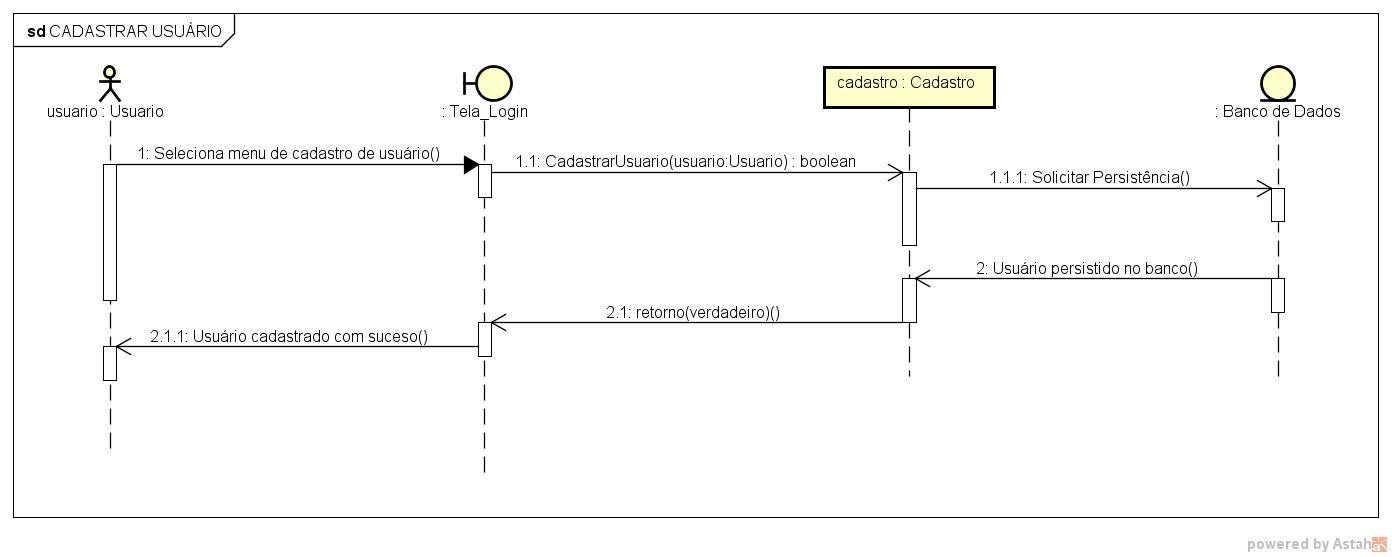 sd CADASTRAR USUÁRIO
usuario : Usuario
: Tela_Login
cadastro : Cadastro
: Banco de Dados
1: Seleciona menu de cadastro de usuário()
1.1: CadastrarUsuario(usuario:Usuario) : boolean
1.1.1: Solicitar Persistência()
2: Usuário persistido no banco()
2.1: retorno(verdadeiro)()
2.1.1: Usuário cadastrado com suceso()
powered by Astah